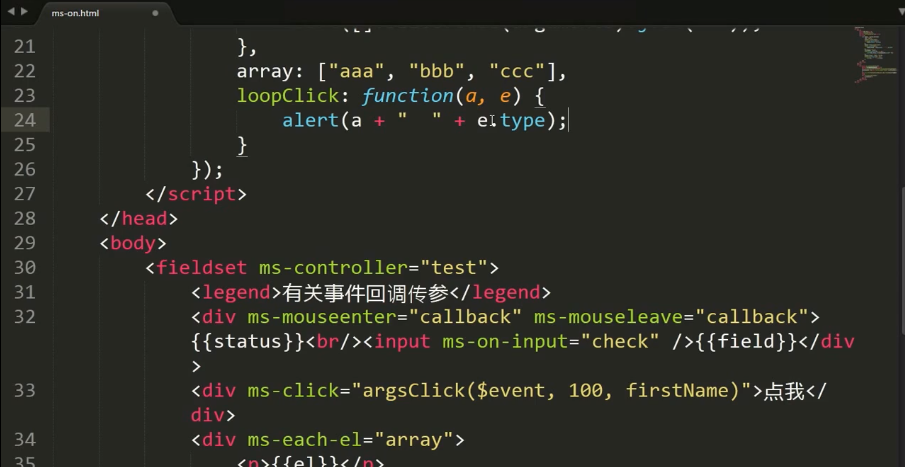 ms-on.html
21 },
22 array: ["aaa", "bbb", "ccc"],
23 loopClick: function(a, e) {
24 alert(a + "  " + e.type);
25 }
26 });
27 </script>
28 </head>
29 <body>
30 <fieldset ms-controller="test">
31 <legend>有关事件回调传参</legend>
32 <div ms-mouseenter="callback" ms-mouseleave="callback">
{{status}}<br/><input ms-on-input="check" />{{field}}</div
>
33 <div ms-click="argsClick($event, 100, firstName)">点我</
div>
34 <div ms-each-el="array">
35 <p>{{el}}</p>